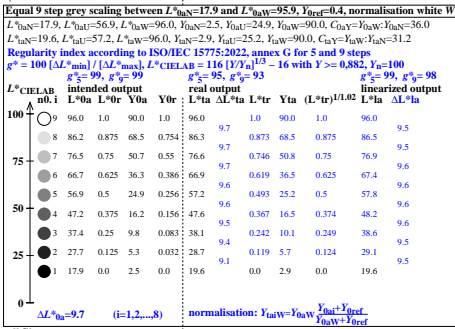 Equal 9 step grey scaling between L*0aN=17.9 and L*0aW=95.9, Y0ref=0.4, normalisation white W
L*0aN=17.9, L*0aU=56.9, L*0aW=96.0, Y0aN=2.5, Y0aU=24.9, Y0aW=90.0, C0aY=Y0aW:Y0aN=36.0
L*taN=19.6, L*taU=57.2, L*taW=96.0, YtaN=2.9, YtaU=25.2, YtaW=90.0, CtaY=YtaW:YtaN=31.2
Regularity index according to ISO/IEC 15775:2022, annex G for 5 and 9 steps
g* = 100 [ΔL*min] / [ΔL*max], L*CIELAB = 116 [Y/Yn]1/3 − 16 with Y >= 0,882, Yn=100
g*5= 99, g*9= 99 g*5= 95, g*9= 93 g*5= 99, g*9= 98
L*CIELAB intended output real output linearized output
n0. i L*0a L*0r Y0a Y0r L*ta ΔL*ta L*tr Yta (L*tr)1/1.02 L*la ΔL*la
100 9 96.0 1.0 90.0 1.0 96.0 1.0 90.0 1.0 96.0
9.7 9.5
8 86.2 0.875 68.5 0.754 86.3 0.873 68.5 0.875 86.5
9.7 9.6
7 76.5 0.75 50.7 0.55 76.6 0.746 50.8 0.75 76.9
9.7 9.6
6 66.7 0.625 36.3 0.386 66.9 0.619 36.5 0.625 67.4
9.6 9.6
50 5 56.9 0.5 24.9 0.256 57.2 0.493 25.2 0.5 57.8
9.6 9.6
4 47.2 0.375 16.2 0.156 47.6 0.367 16.5 0.374 48.2
9.5 9.6
3 37.4 0.25 9.8 0.083 38.1 0.242 10.1 0.249 38.6
9.4 9.5
2 27.7 0.125 5.3 0.032 28.7 0.119 5.7 0.124 29.1
9.1 9.5
1 17.9 0.0 2.5 0.0 19.6 0.0 2.9 0.0 19.6
0
ΔL*0a=9.7 (i=1,2,...,8) normalisation: YtaiW=Y0aW (Y0ai+Y0ref)/(Y0aW+Y0ref)